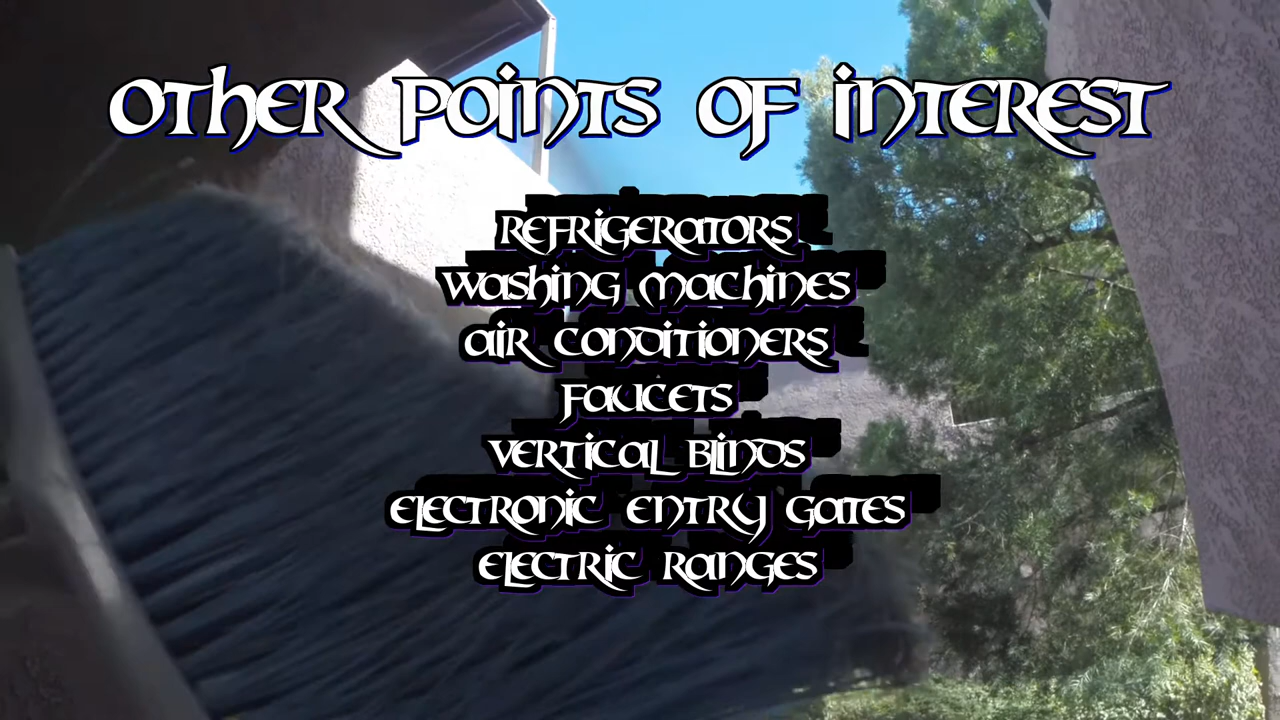 OTHER POINTS OF INTEREST
REFRIGERATORS
WASHING MACHINES
AIR CONDITIONERS
FAUCETS
VERTICAL BLINDS
ELECTRONIC ENTRY GATES
ELECTRIC RANGES